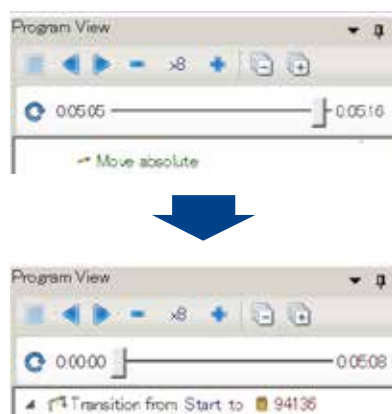 Program View
x8
0:05:05 0:05:16
Move absolute
Program View
x8
0:00:00 0:05:08
Transition from Start to 94136